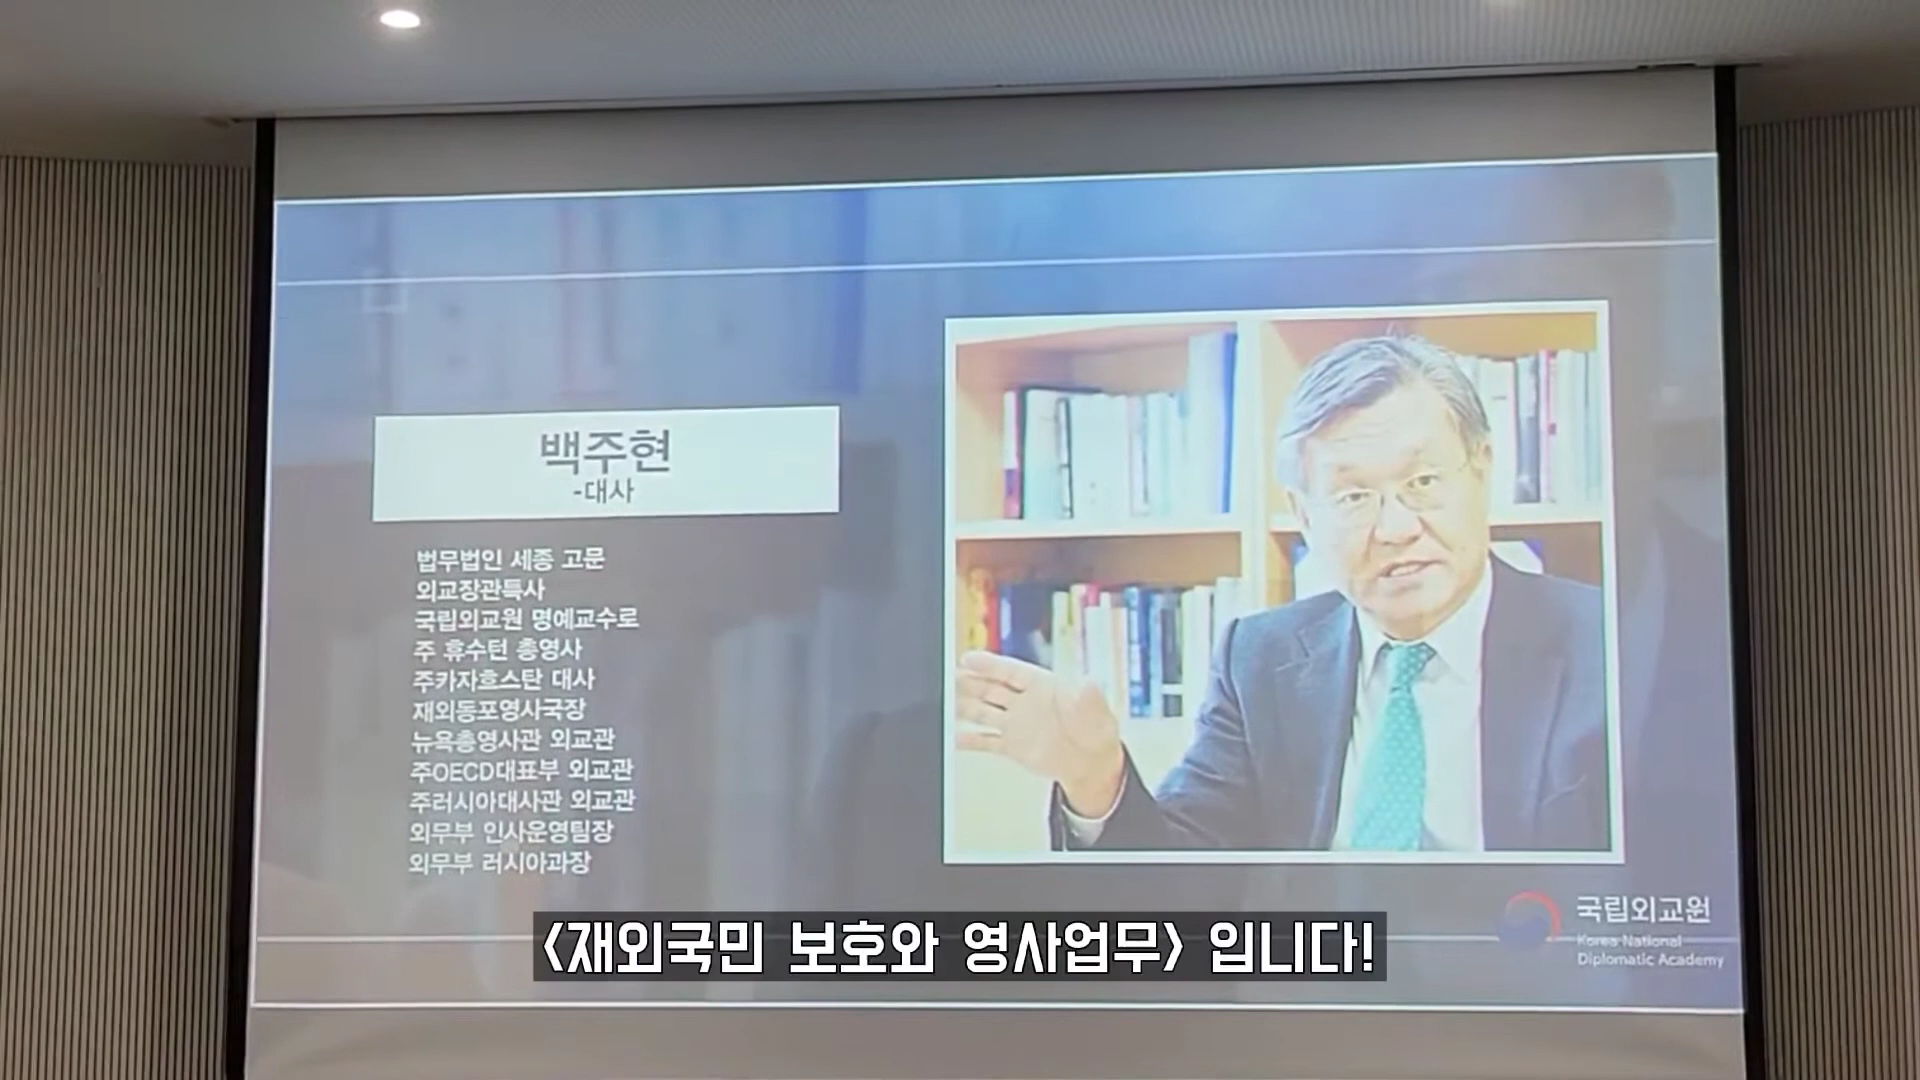 백주현
-대사
법무법인 세종 고문
외교장관특사
국립외교원 명예교수로
주 휴수턴 총영사
주카자흐스탄 대사
재외동포영사국장
뉴욕총영사관 외교관
주OECD대표부 외교관
주러시아대사관 외교관
외무부 인사운영팀장
외무부 러시아과장
국립외교원
Korea National
Diplomatic Academy
<재외국민 보호와 영사업무> 입니다!